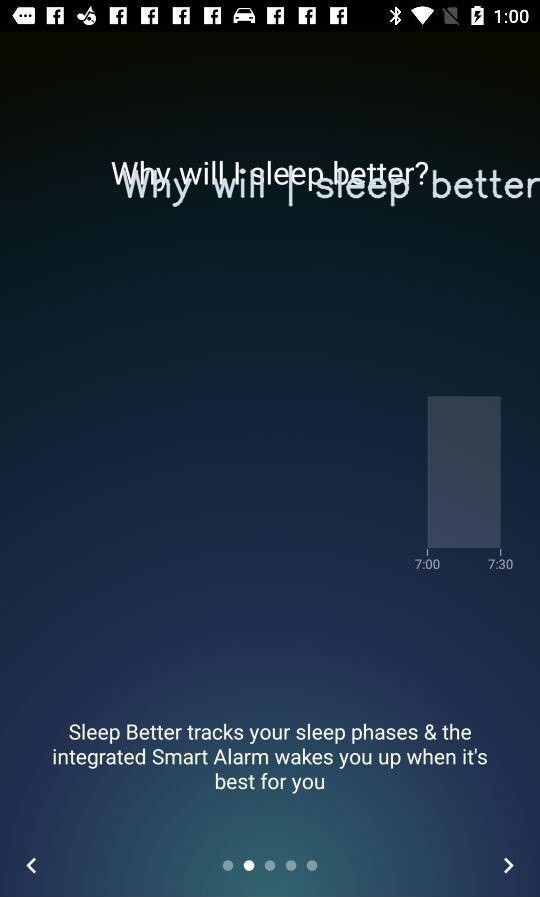 1:00
Why will I sleep better?
Why will I sleep better
7:00 7:30
Sleep Better tracks your sleep phases & the
integrated Smart Alarm wakes you up when it's
best for you